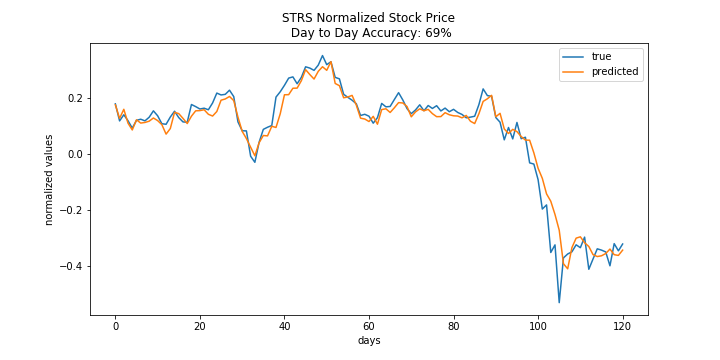 STRS Normalized Stock Price
Day to Day Accuracy: 69%
true
predicted
normalized values
0.2
0.0
−0.2
−0.4
0
20
40
60
80
100
120
days